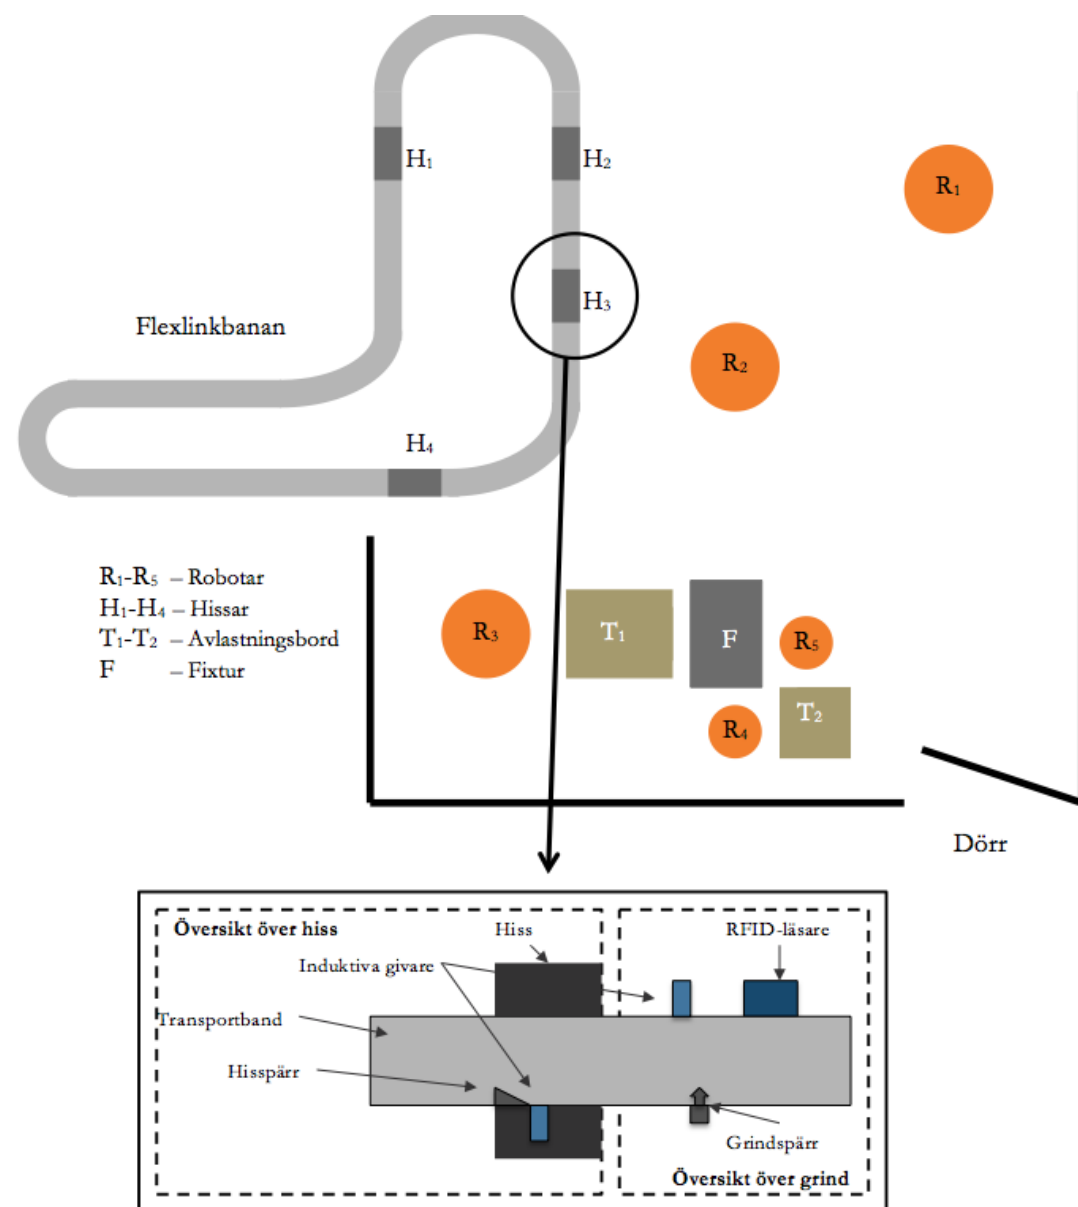 H₁
H₂
R₁
H₃
Flexlinkbanan
R₂
H₄
R₁-R₅ – Robotar
H₁-H₄ – Hissar
T₁-T₂ – Avlastningsbord
F – Fixtur
R₃
T₁
F
R₅
T₂
R₄
Dörr
Översikt över hiss
Hiss
RFID-läsare
Induktiva givare
Transportband
Hisspärr
Grindspärr
Översikt över grind